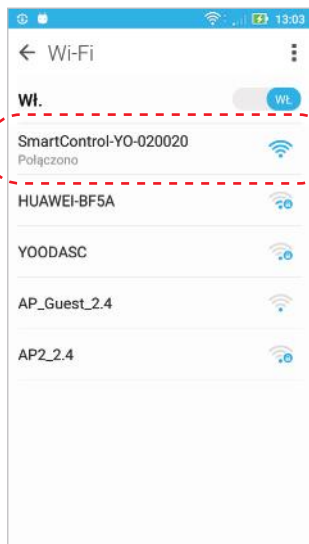 13:03
Wi-Fi
Wł.
WŁ
SmartControl-YO-020020
Połączono
HUAWEI-BF5A
YOODASC
AP_Guest_2.4
AP2_2.4